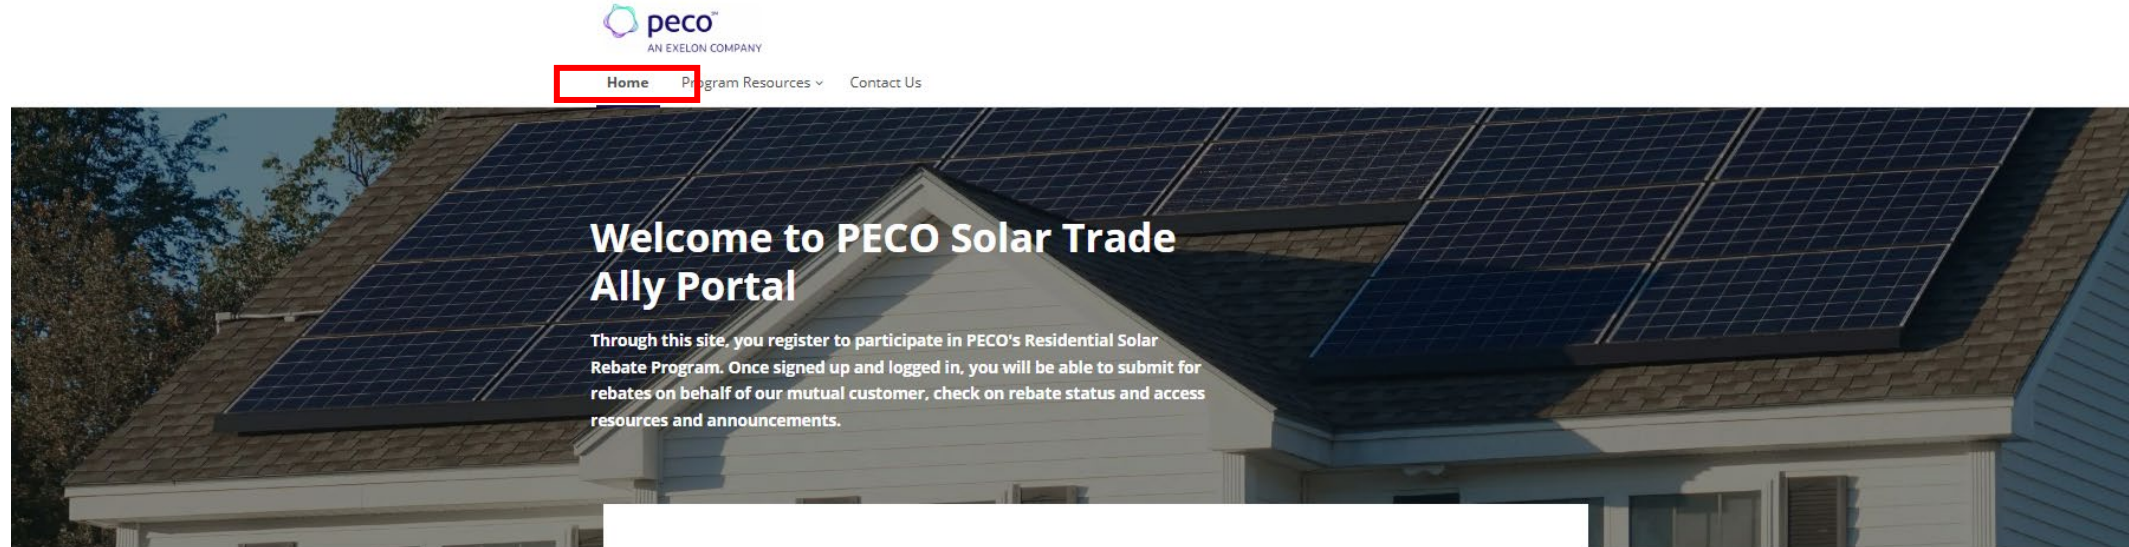 peco℠
AN EXELON COMPANY
Home Program Resources Contact Us
Welcome to PECO Solar Trade
Ally Portal
Through this site, you register to participate in PECO's Residential Solar
Rebate Program. Once signed up and logged in, you will be able to submit for
rebates on behalf of our mutual customer, check on rebate status and access
resources and announcements.